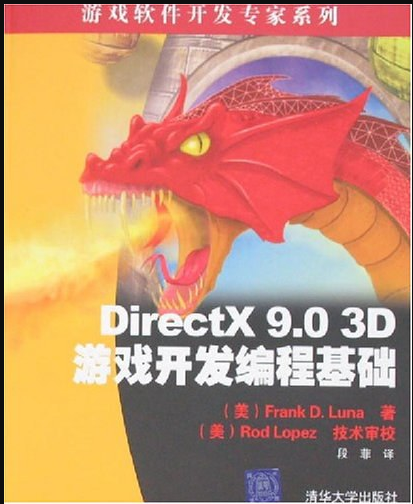 游戏软件开发专家系列
DirectX 9.0 3D
游戏开发编程基础
（美）Frank D. Luna 著
（美）Rod Lopez 技术审校
段菲 译
清华大学出版社